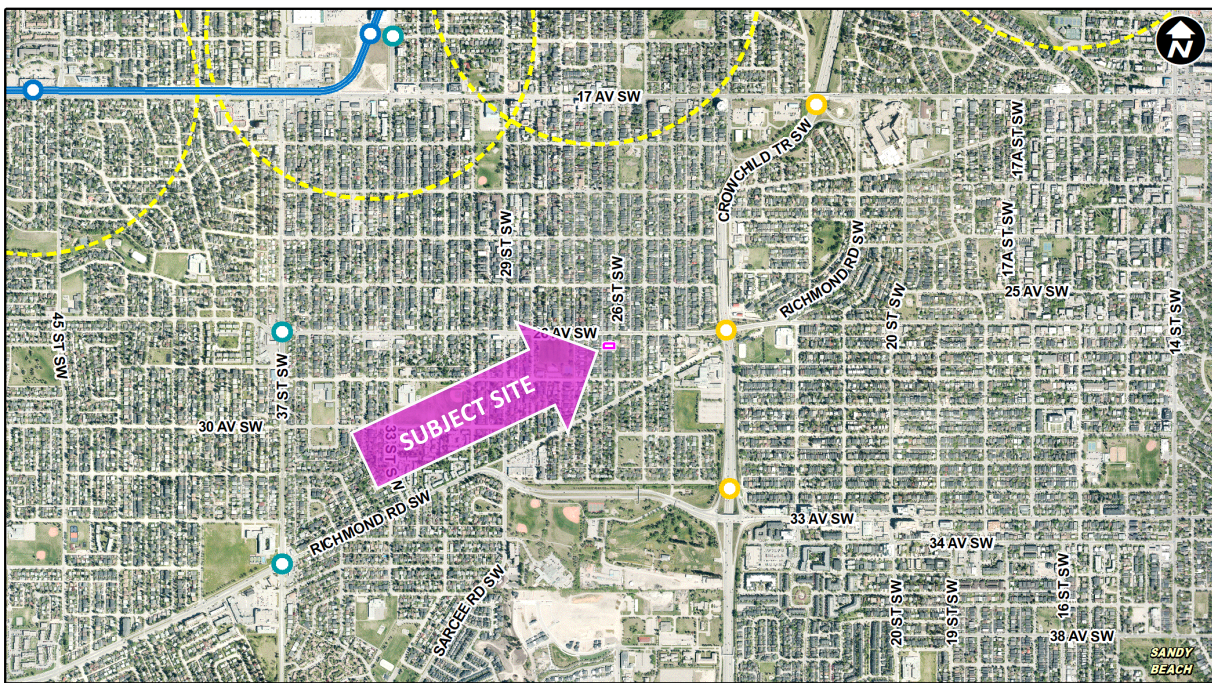 N
17 AV SW
CROWCHILD TR SW
17A ST SW
29 ST SW
17A ST SW
26 ST SW
RICHMOND RD SW
25 AV SW
20 ST SW
14 ST SW
45 ST SW
37 ST SW
AV SW
SUBJECT SITE
30 AV SW
33 ST SW
RICHMOND RD SW
33 AV SW
34 AV SW
SARCEE RD SW
20 ST SW
19 ST SW
16 ST SW
38 AV SW
SANDY
BEACH